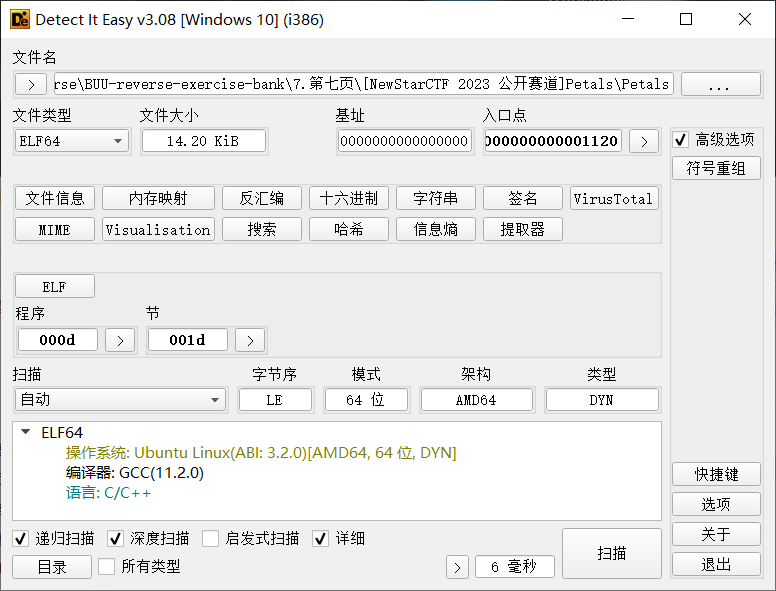 Detect It Easy v3.08 [Windows 10] (i386)
文件名
> rse\BUU-reverse-exercise-bank\7.第七页\[NewStarCTF 2023 公开赛道]Petals\Petals ...
文件类型 文件大小 基址 入口点
ELF64 14.20 KiB 0000000000000000 000000000001120 > 高级选项
符号重组
文件信息 内存映射 反汇编 十六进制 字符串 签名 VirusTotal
MIME Visualisation 搜索 哈希 信息熵 提取器
ELF
程序 节
000d > 001d >
扫描 字节序 模式 架构 类型
自动 LE 64 位 AMD64 DYN
ELF64
操作系统: Ubuntu Linux(ABI: 3.2.0)[AMD64, 64 位, DYN]
编译器: GCC(11.2.0)
语言: C/C++
快捷键
选项
关于
退出
递归扫描 深度扫描 启发式扫描 详细
目录 所有类型 > 6 毫秒 扫描